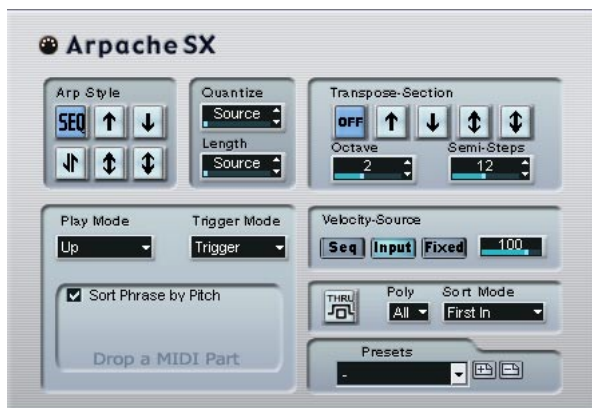 Arpache SX
Arp Style
SEQ
Quantize
Source
Length
Source
Transpose-Section
OFF
Octave
Semi-Steps
2
12
Play Mode
Trigger Mode
Up
Trigger
Sort Phrase by Pitch
Drop a MIDI Part
Velocity-Source
Seq
Input
Fixed
100
THRU
Poly
Sort Mode
All
First In
Presets
-